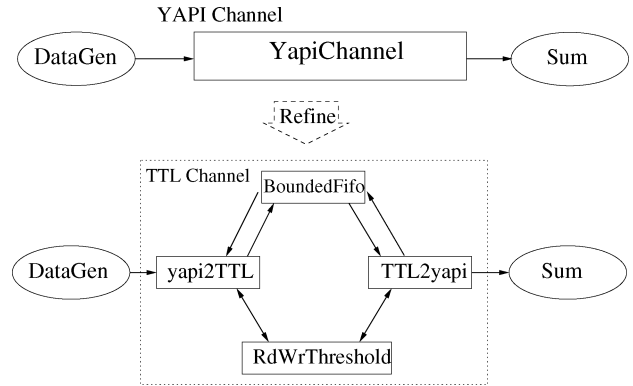 YAPI Channel
DataGen
YapiChannel
Sum
Refine
TTL Channel
BoundedFifo
DataGen
yapi2TTL
TTL2yapi
Sum
RdWrThreshold